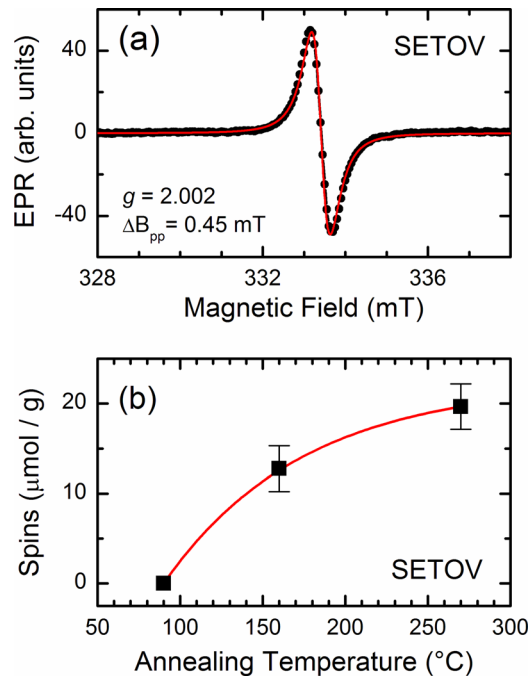 (a)
SETOV
EPR (arb. units)
40
0
-40
g = 2.002
ΔBpp = 0.45 mT
328
332
336
Magnetic Field (mT)
(b)
Spins (μmol / g)
20
10
0
SETOV
50
100
150
200
250
300
Annealing Temperature (°C)